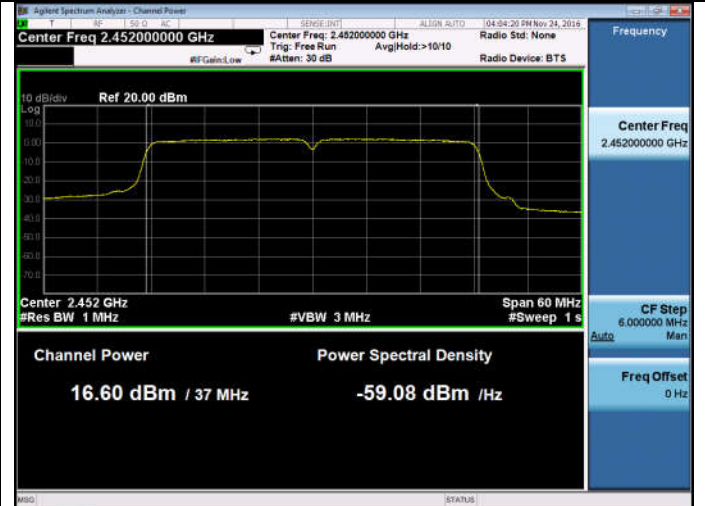 Agilent Spectrum Analyzer - Channel Power
T RF 50 Ω AC SENSE:INT ALIGN AUTO 04:04:20 PM Nov 24, 2016
Center Freq 2.452000000 GHz
Center Freq: 2.452000000 GHz
Radio Std: None
Trig: Free Run Avg|Hold:>10/10
#IFGain:Low #Atten: 30 dB
Radio Device: BTS
Frequency
10 dB/div Ref 20.00 dBm
Log
10.0
0.00
-10.0
-20.0
-30.0
-40.0
-50.0
-60.0
-70.0
Center Freq
2.452000000 GHz
Center 2.452 GHz Span 60 MHz
#Res BW 1 MHz #VBW 3 MHz #Sweep 1 s
CF Step
6.000000 MHz
Auto Man
Channel Power Power Spectral Density
16.60 dBm / 37 MHz -59.08 dBm /Hz
Freq Offset
0 Hz
MSG STATUS